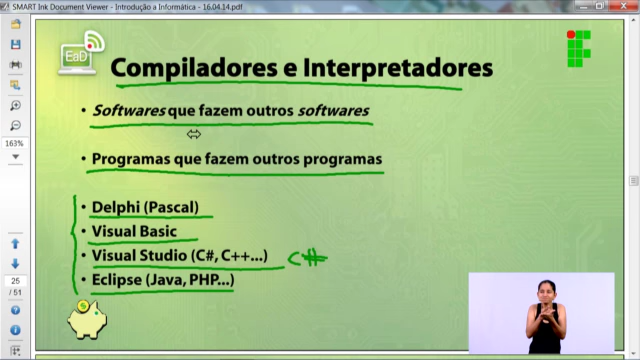 SMART Ink Document Viewer - Introdução a Informática - 16.04.14.pdf
EaD
Compiladores e Interpretadores
• Softwares que fazem outros softwares
• Programas que fazem outros programas
• Delphi (Pascal)
• Visual Basic
• Visual Studio (C#, C++...) C#
• Eclipse (Java, PHP...)
163%
25
/ 51